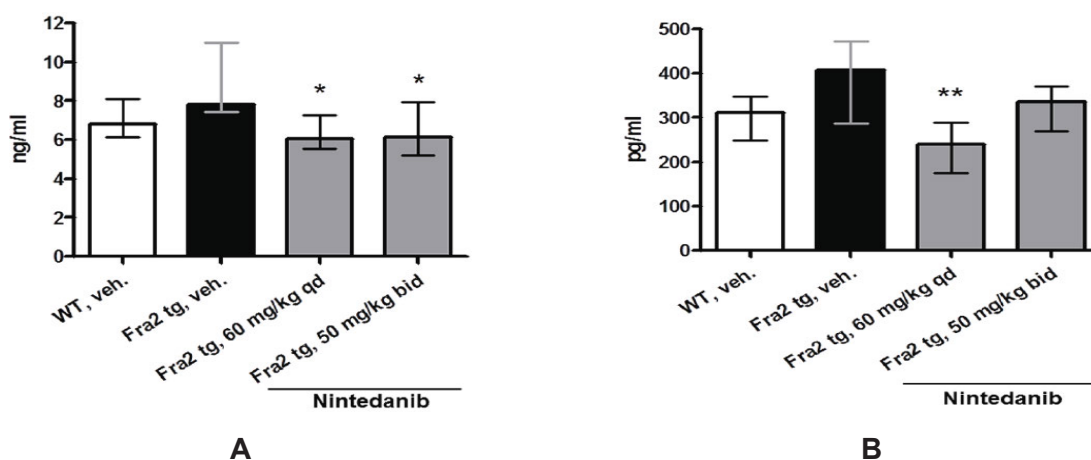 12
10
8
6
4
2
0
ng/ml
*
*
WT, veh.
Fra2 tg, veh.
Fra2 tg, 60 mg/kg qd
Fra2 tg, 50 mg/kg bid
Nintedanib
A
500
400
300
200
100
0
pg/ml
**
WT, veh.
Fra2 tg, veh.
Fra2 tg, 60 mg/kg qd
Fra2 tg, 50 mg/kg bid
Nintedanib
B